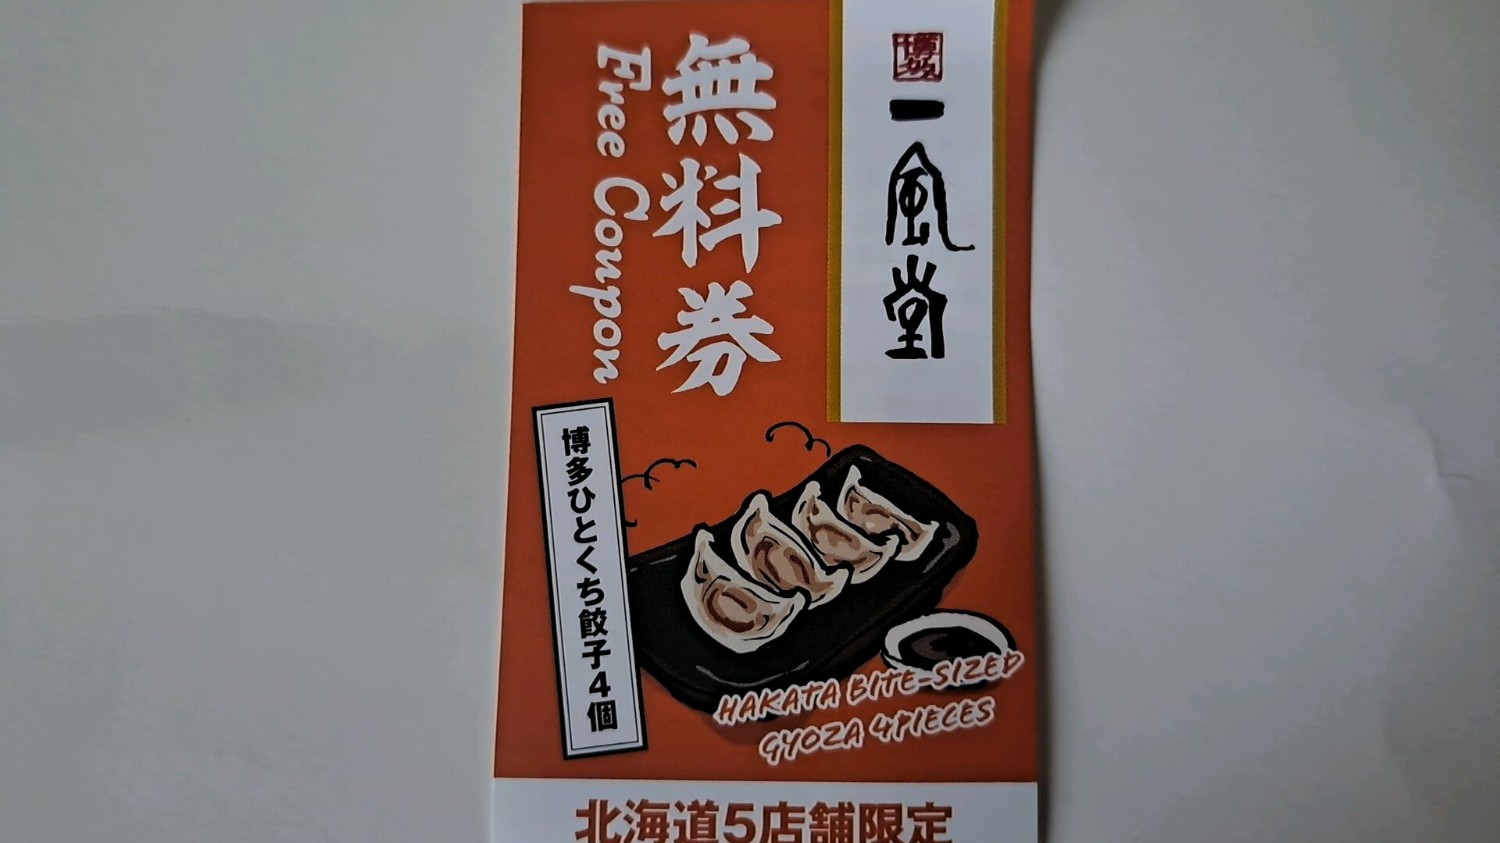 博多
一風堂
無料券
Free Coupon
博多ひとくち餃子4個
HAKATA BITE-SIZED
GYOZA 4PIECES
北海道5店舗限定